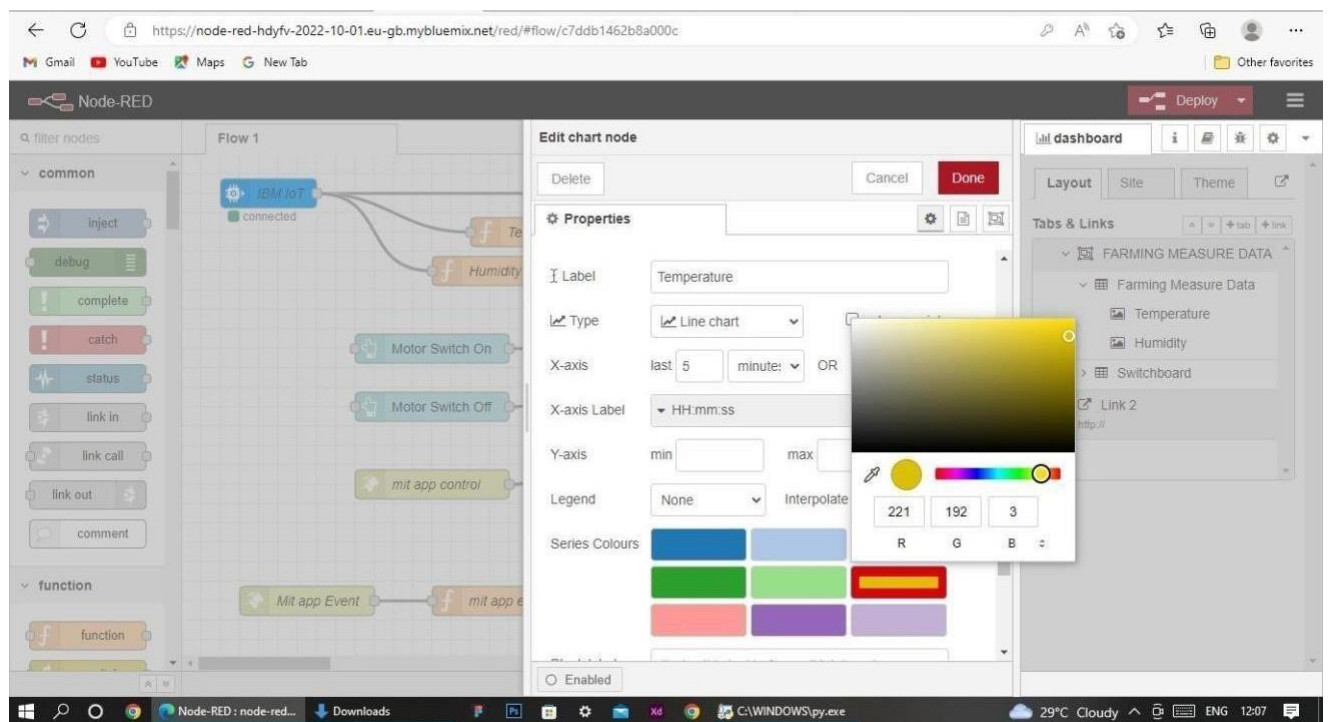 https://node-red-hdyfv-2022-10-01.eu-gb.mybluemix.net/red/#flow/c7ddb1462b8a000c
Gmail YouTube Maps New Tab Other favorites
Node-RED Deploy
filter nodes
Flow 1
Edit chart node
dashboard
common
Delete Cancel Done
Layout Site Theme
IBM IoT
connected
Properties
Tabs & Links
tab link
inject
Te
FARMING MEASURE DATA
debug
Humidity
Label Temperature
Farming Measure Data
complete
Type Line chart
Temperature
catch
Motor Switch On
Humidity
X-axis last 5 minute: OR
status
Switchboard
Motor Switch Off
X-axis Label HH:mm:ss
Link 2
http://
link in
Y-axis min max
link call
mit app control
link out
Legend None Interpolate
221 192 3
R G B
comment
Series Colours
function
Mit app Event mit app e
function
Enabled
Node-RED : node-red... Downloads Ps Xd C:\WINDOWS\py.exe 29°C Cloudy ENG 12:07